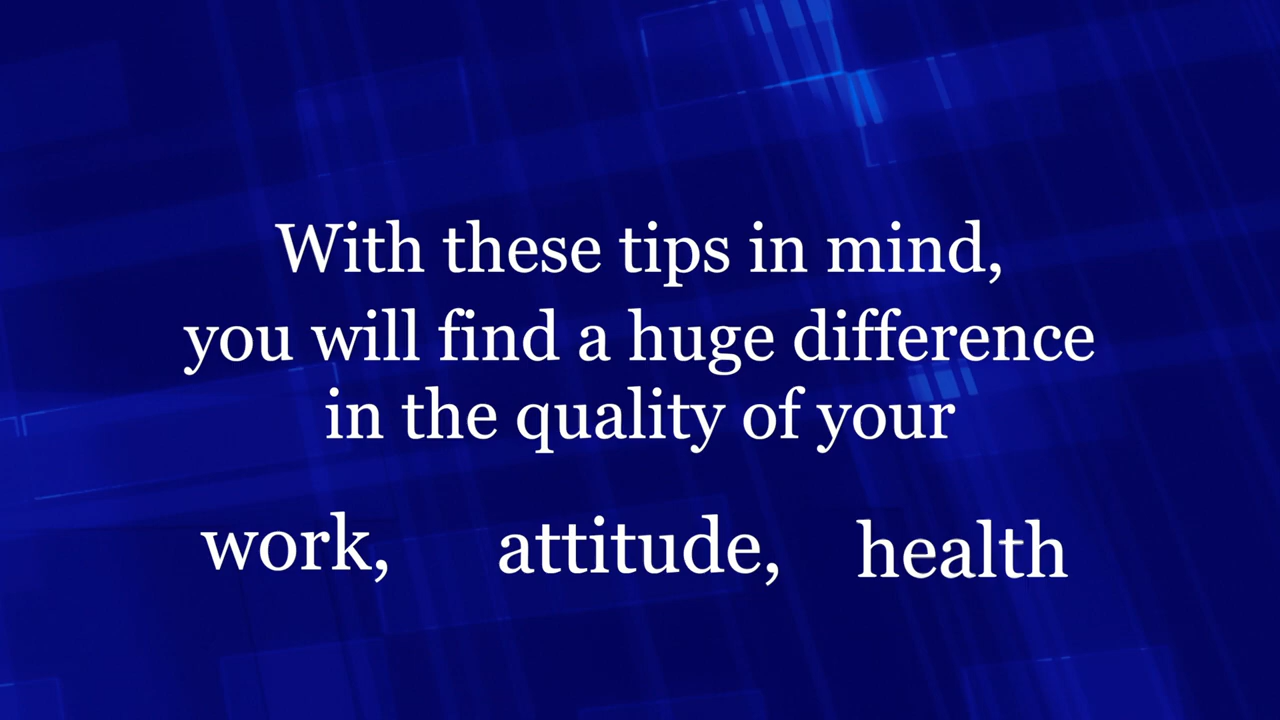 With these tips in mind,
you will find a huge difference
in the quality of your
work, attitude, health